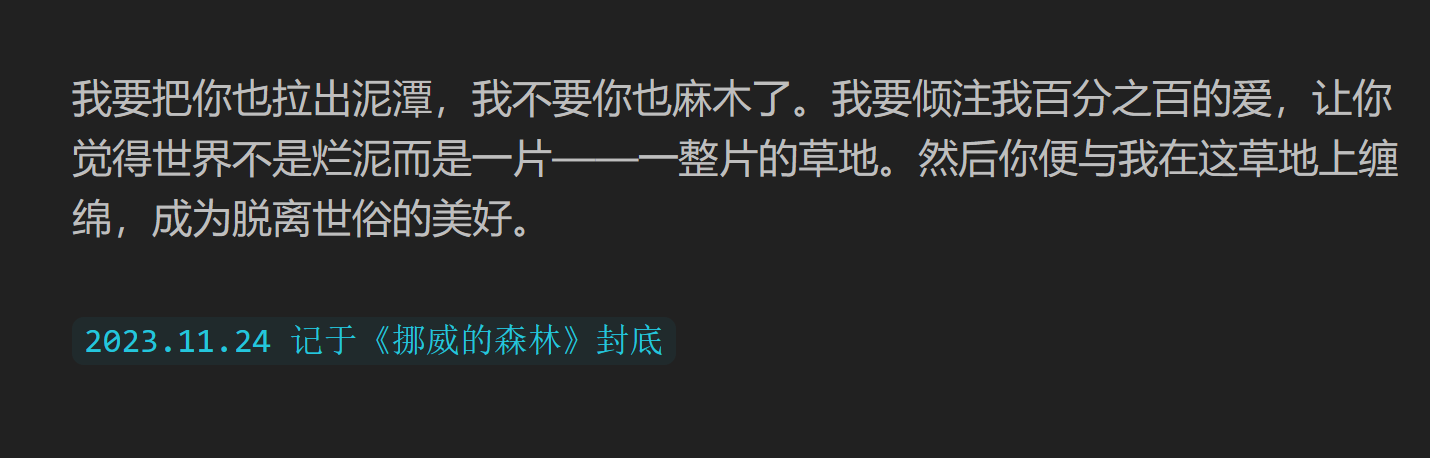 我要把你也拉出泥潭，我不要你也麻木了。我要倾注我百分之百的爱，让你
觉得世界不是烂泥而是一片——一整片的草地。然后你便与我在这草地上缠
绵，成为脱离世俗的美好。
2023.11.24 记于《挪威的森林》封底